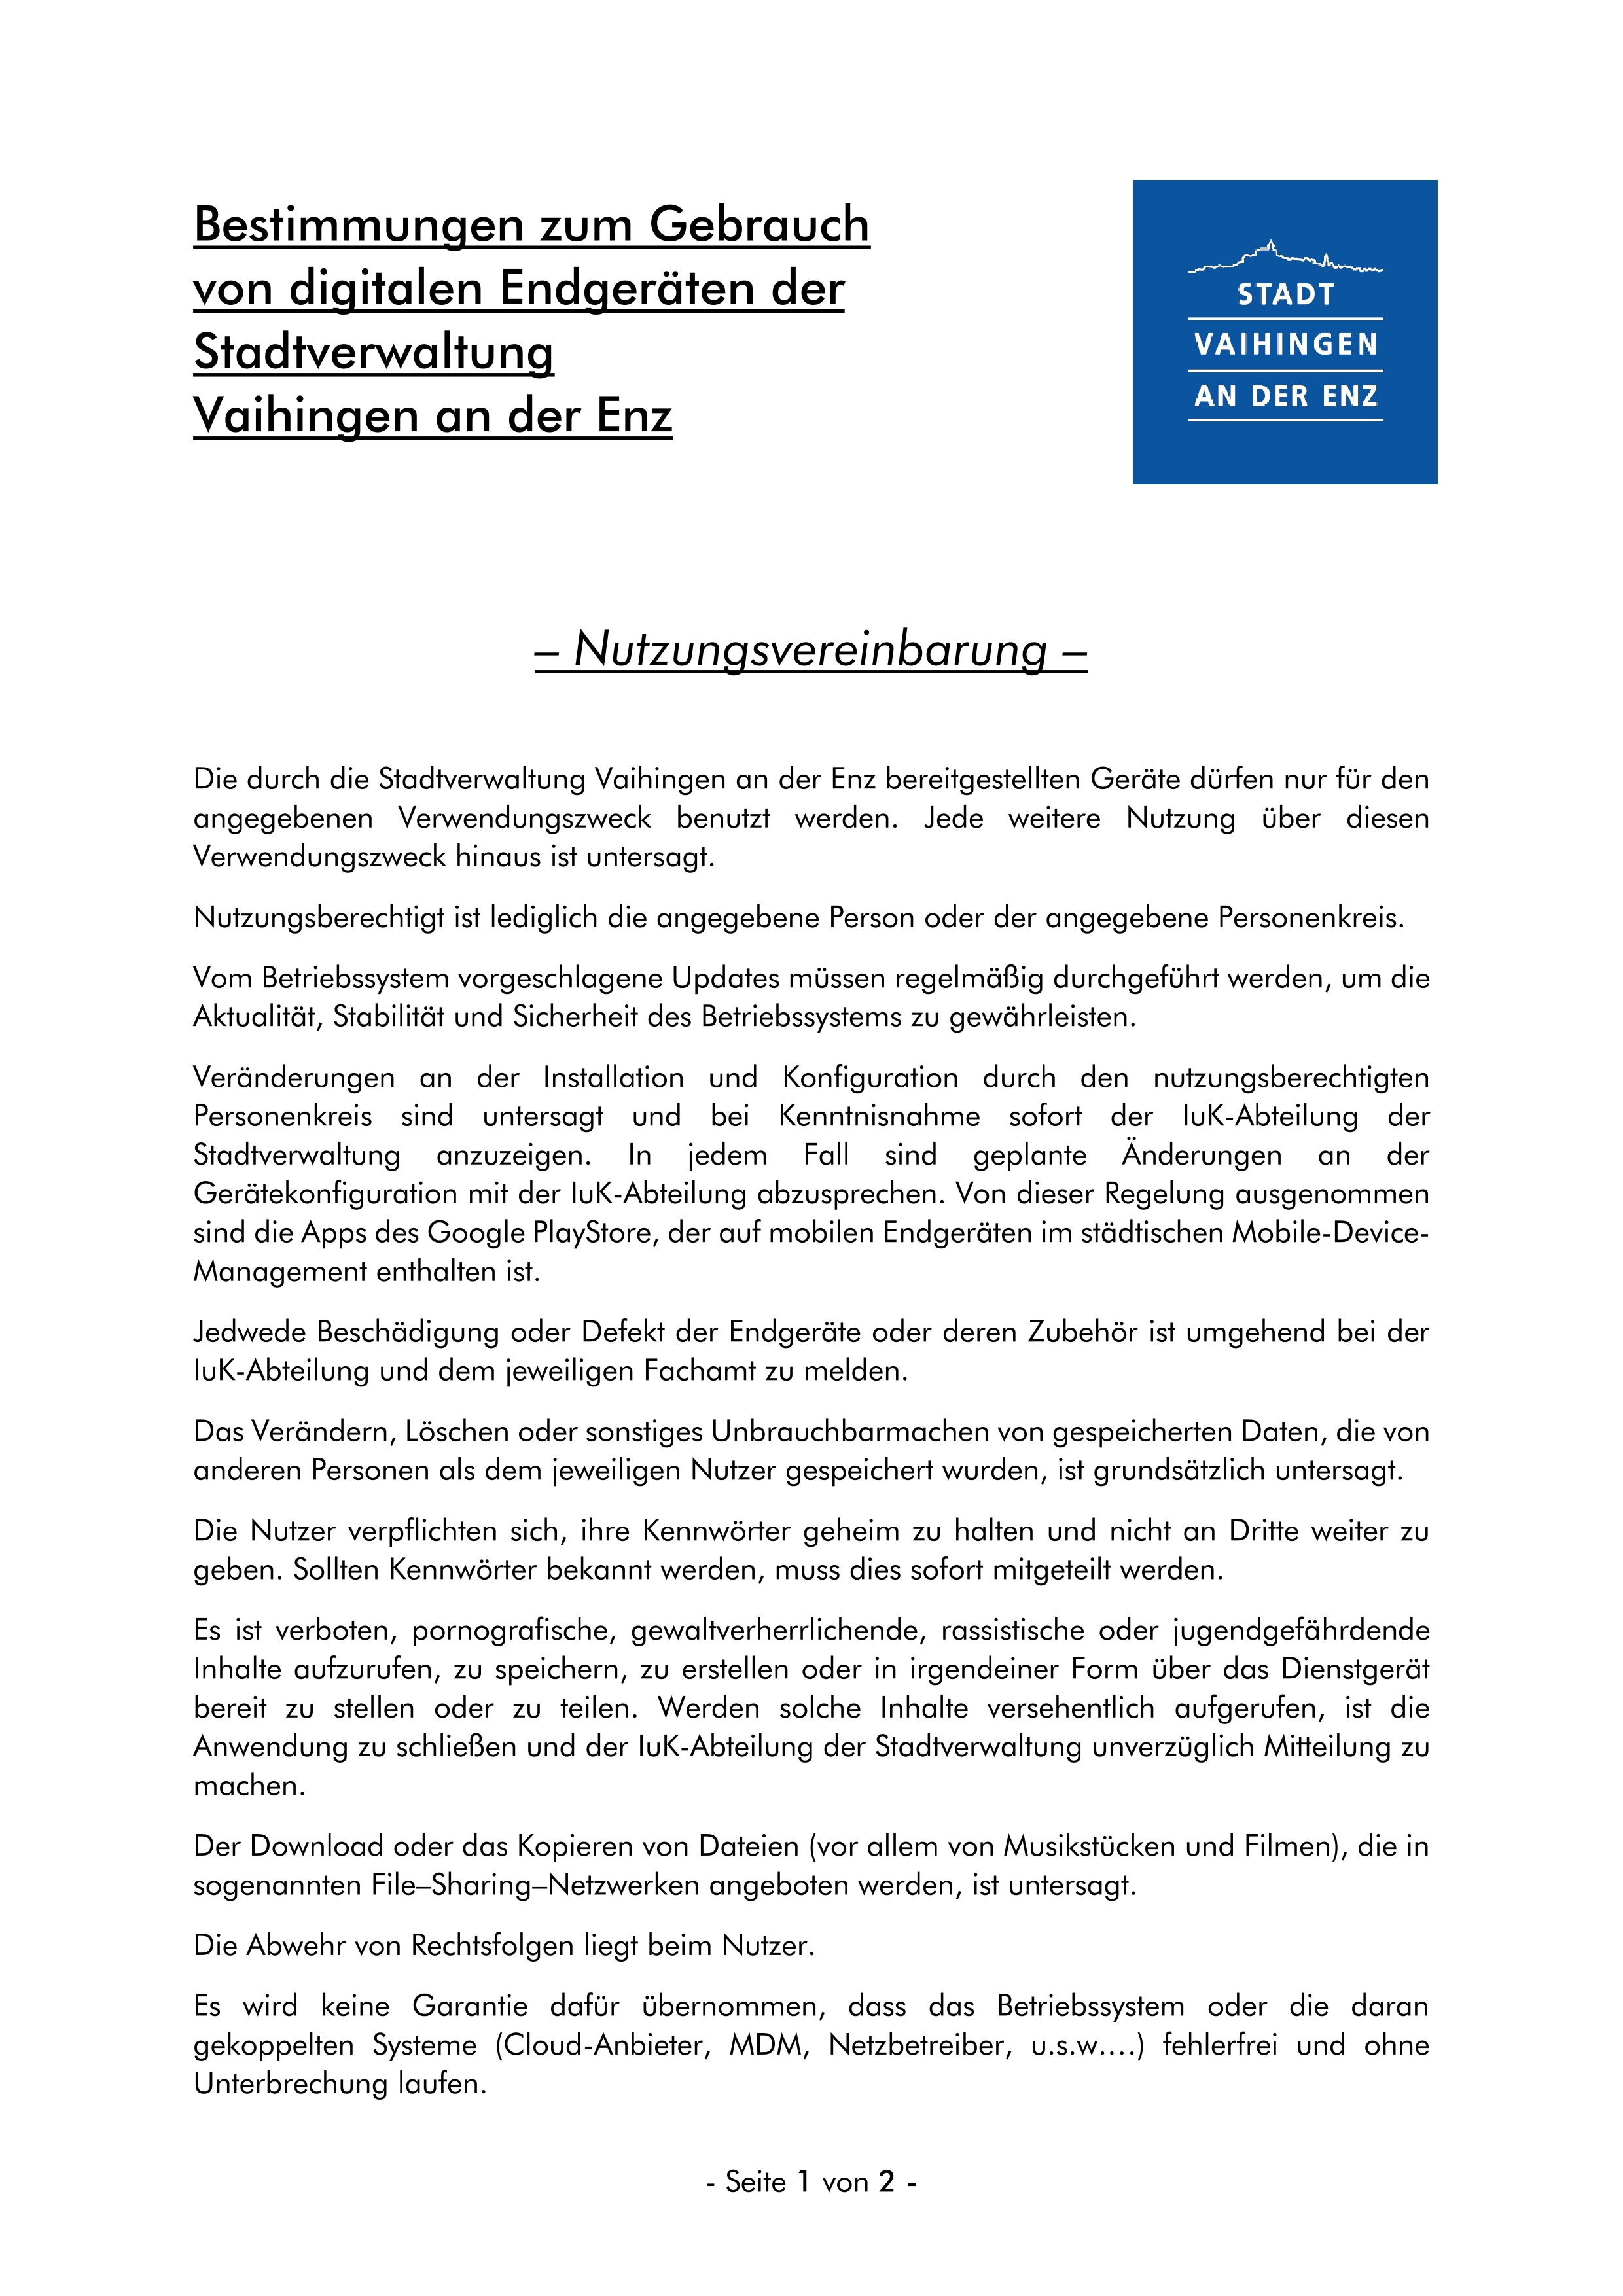 Bestimmungen zum Gebrauch
von digitalen Endgeräten der
Stadtverwaltung
Vaihingen an der Enz
STADT
VAIHINGEN
AN DER ENZ
– Nutzungsvereinbarung –
Die durch die Stadtverwaltung Vaihingen an der Enz bereitgestellten Geräte dürfen nur für den
angegebenen Verwendungszweck benutzt werden. Jede weitere Nutzung über diesen
Verwendungszweck hinaus ist untersagt.
Nutzungsberechtigt ist lediglich die angegebene Person oder der angegebene Personenkreis.
Vom Betriebssystem vorgeschlagene Updates müssen regelmäßig durchgeführt werden, um die
Aktualität, Stabilität und Sicherheit des Betriebssystems zu gewährleisten.
Veränderungen an der Installation und Konfiguration durch den nutzungsberechtigten
Personenkreis sind untersagt und bei Kenntnisnahme sofort der IuK-Abteilung der
Stadtverwaltung anzuzeigen. In jedem Fall sind geplante Änderungen an der
Gerätekonfiguration mit der IuK-Abteilung abzusprechen. Von dieser Regelung ausgenommen
sind die Apps des Google PlayStore, der auf mobilen Endgeräten im städtischen Mobile-Device-
Management enthalten ist.
Jedwede Beschädigung oder Defekt der Endgeräte oder deren Zubehör ist umgehend bei der
IuK-Abteilung und dem jeweiligen Fachamt zu melden.
Das Verändern, Löschen oder sonstiges Unbrauchbarmachen von gespeicherten Daten, die von
anderen Personen als dem jeweiligen Nutzer gespeichert wurden, ist grundsätzlich untersagt.
Die Nutzer verpflichten sich, ihre Kennwörter geheim zu halten und nicht an Dritte weiter zu
geben. Sollten Kennwörter bekannt werden, muss dies sofort mitgeteilt werden.
Es ist verboten, pornografische, gewaltverherrlichende, rassistische oder jugendgefährdende
Inhalte aufzurufen, zu speichern, zu erstellen oder in irgendeiner Form über das Dienstgerät
bereit zu stellen oder zu teilen. Werden solche Inhalte versehentlich aufgerufen, ist die
Anwendung zu schließen und der IuK-Abteilung der Stadtverwaltung unverzüglich Mitteilung zu
machen.
Der Download oder das Kopieren von Dateien (vor allem von Musikstücken und Filmen), die in
sogenannten File–Sharing–Netzwerken angeboten werden, ist untersagt.
Die Abwehr von Rechtsfolgen liegt beim Nutzer.
Es wird keine Garantie dafür übernommen, dass das Betriebssystem oder die daran
gekoppelten Systeme (Cloud-Anbieter, MDM, Netzbetreiber, u.s.w.…) fehlerfrei und ohne
Unterbrechung laufen.
- Seite 1 von 2 -